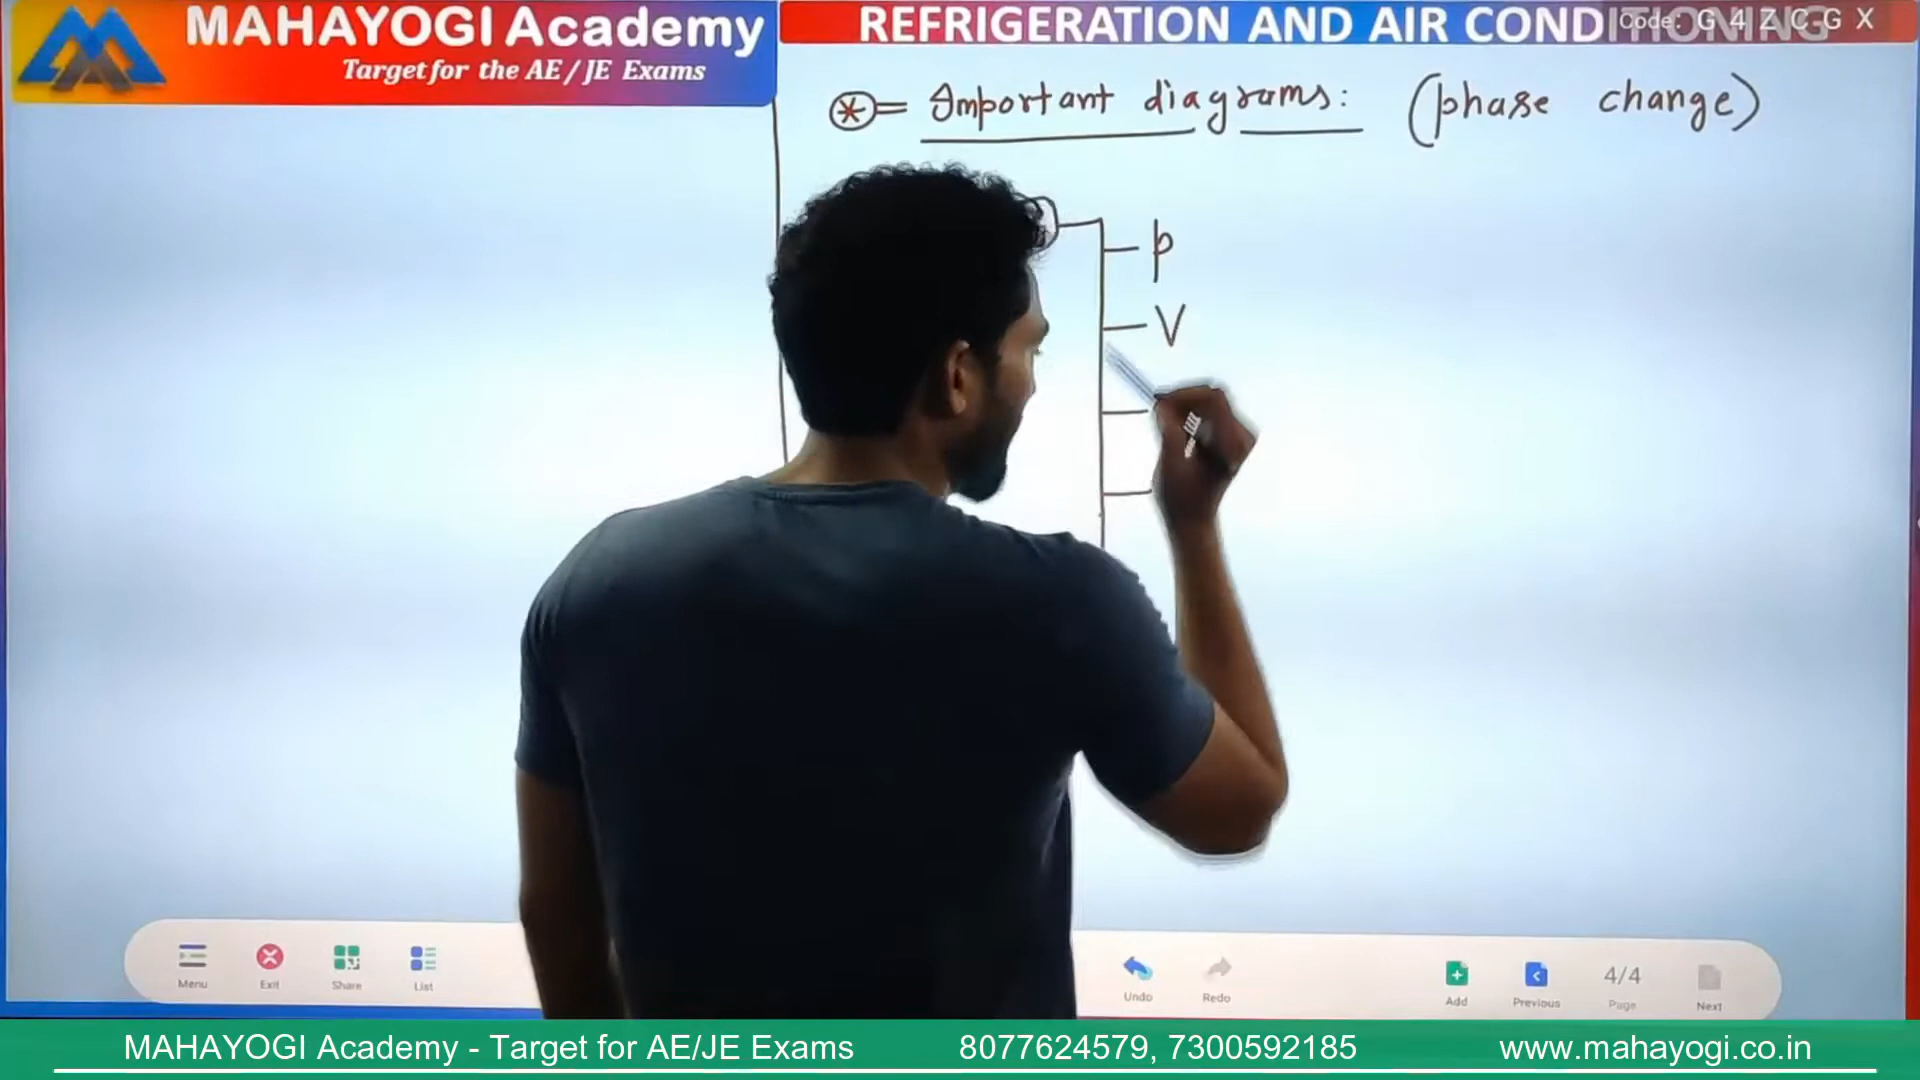 MAHAYOGI Academy
Target for the AE / JE Exams
REFRIGERATION AND AIR CONDITIONING
Code: G 4 Z C G X
Important diagrams: (phase change)
p
V
Menu
Exit
Share
List
Undo
Redo
Add
Previous
4/4
Page
Next
MAHAYOGI Academy - Target for AE/JE Exams 8077624579, 7300592185 www.mahayogi.co.in